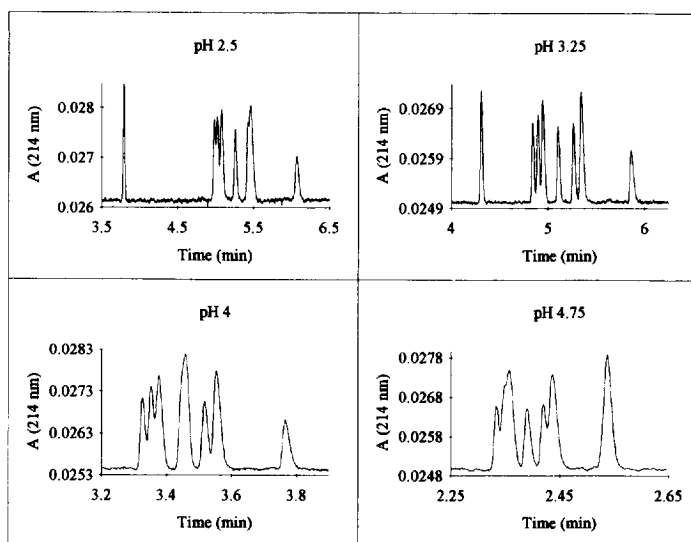 pH 2.5
A (214 nm)
0.028
0.027
0.026
3.5 4.5 5.5 6.5
Time (min)
pH 3.25
A (214 nm)
0.0269
0.0259
0.0249
4 5 6
Time (min)
pH 4
A (214 nm)
0.0283
0.0273
0.0263
0.0253
3.2 3.4 3.6 3.8
Time (min)
pH 4.75
A (214 nm)
0.0278
0.0268
0.0258
0.0248
2.25 2.45 2.65
Time (min)